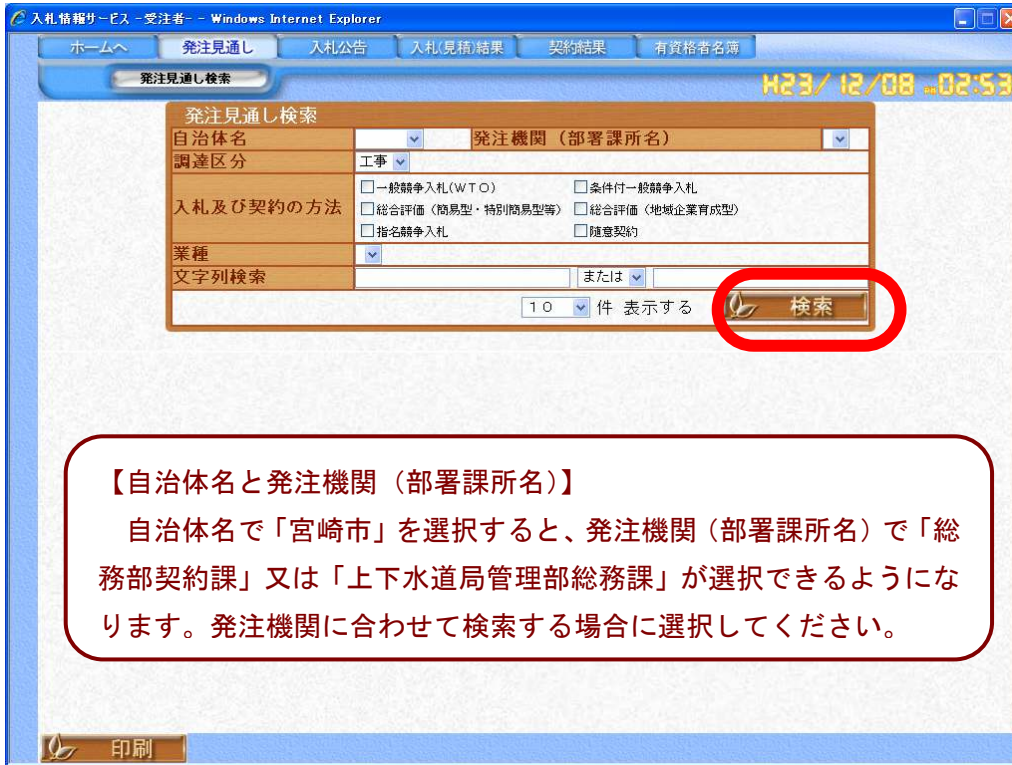 入札情報サービス -受注者- - Windows Internet Explorer
ホームへ 発注見通し 入札公告 入札(見積)結果 契約結果 有資格者名簿
発注見通し検索
H23/12/08 PM 02:53
発注見通し検索
自治体名 発注機関（部署課所名）
調達区分 工事
入札及び契約の方法
一般競争入札(WTO) 条件付一般競争入札
総合評価（簡易型・特別簡易型等） 総合評価（地域企業育成型）
指名競争入札 随意契約
業種
文字列検索 または
10 件 表示する 検索
【自治体名と発注機関（部署課所名）】
自治体名で「宮崎市」を選択すると、発注機関（部署課所名）で「総
務部契約課」又は「上下水道局管理部総務課」が選択できるようにな
ります。発注機関に合わせて検索する場合に選択してください。
印刷